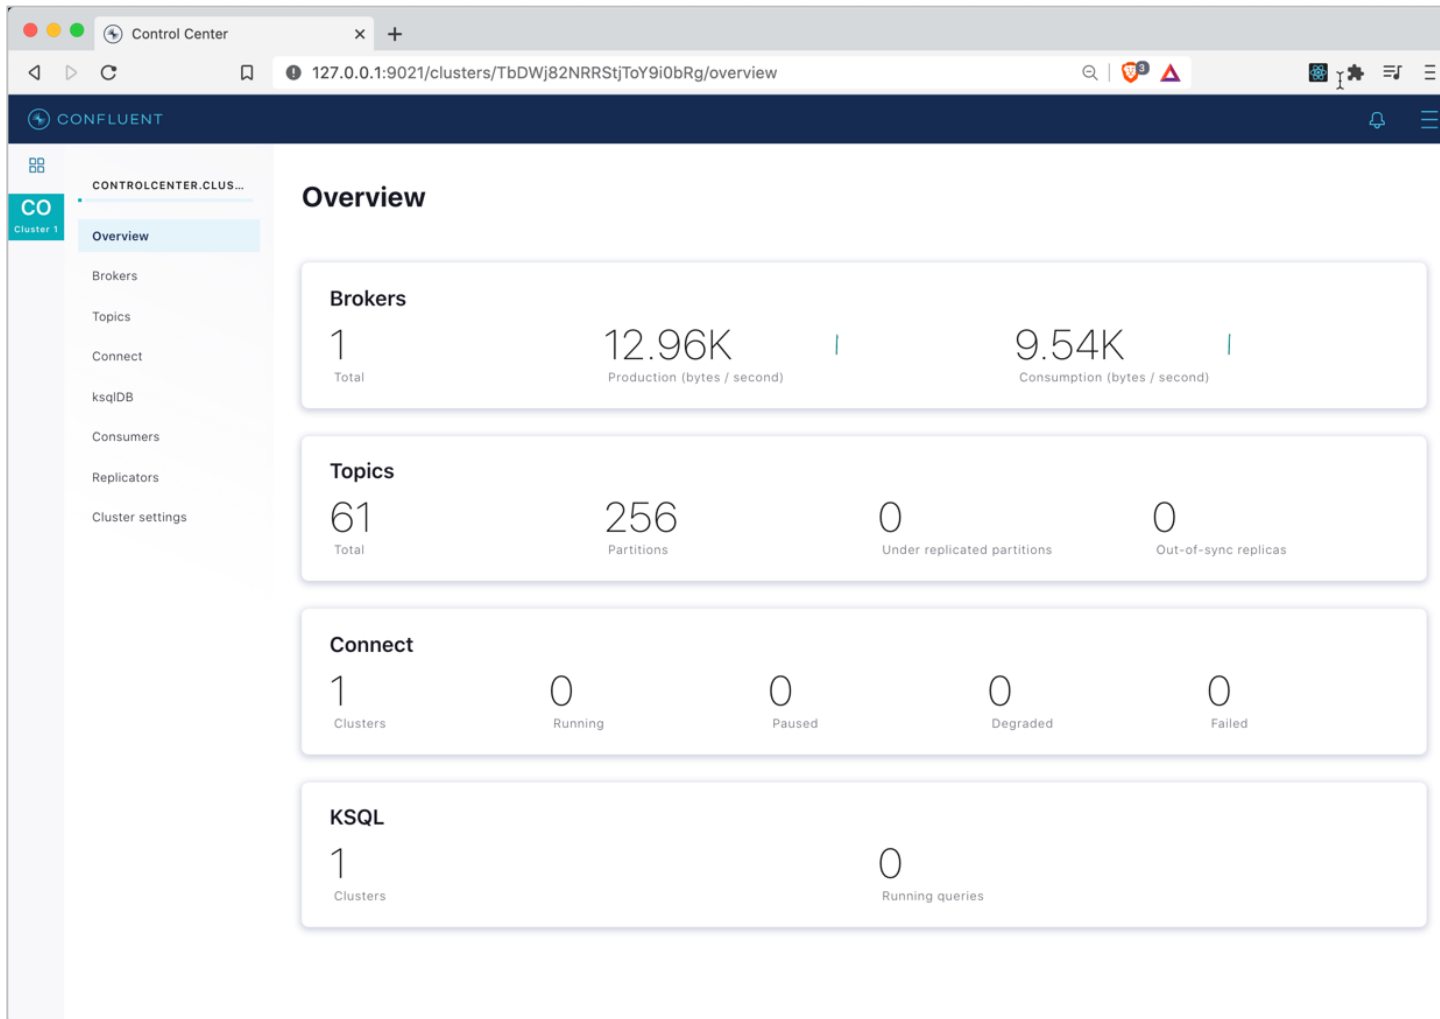 Control Center
127.0.0.1:9021/clusters/TbDWj82NRRStjToY9i0bRg/overview
3
CONFLUENT
CO
Cluster 1
CONTROLCENTER.CLUS...
Overview
Brokers
Topics
Connect
ksqlDB
Consumers
Replicators
Cluster settings
Overview
Brokers
1 12.96K 9.54K
Total Production (bytes / second) Consumption (bytes / second)
Topics
61 256 0 0
Total Partitions Under replicated partitions Out-of-sync replicas
Connect
1 0 0 0 0
Clusters Running Paused Degraded Failed
KSQL
1 0
Clusters Running queries